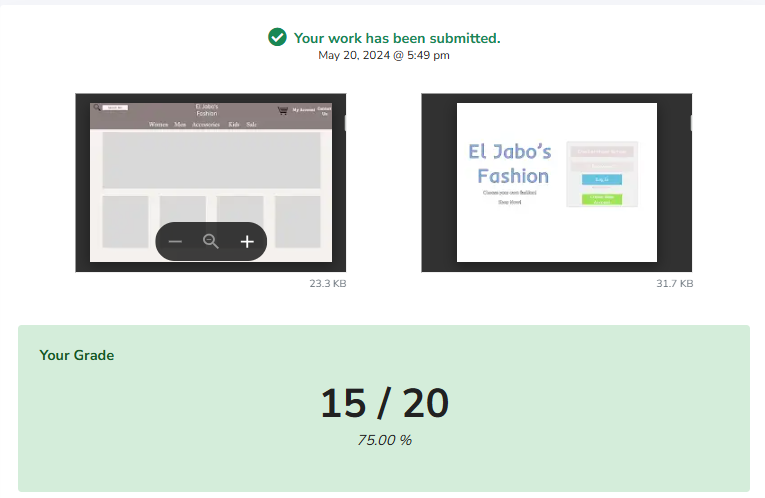 Your work has been submitted.
May 20, 2024 @ 5:49 pm
El Jabo's
Fashion
My Account
Contact
Us
Women Men Accessories Kids Sale
El Jabo's
Fashion
Choose your own fashion!
Shop Now!
Log In
23.3 KB
31.7 KB
Your Grade
15 / 20
75.00 %